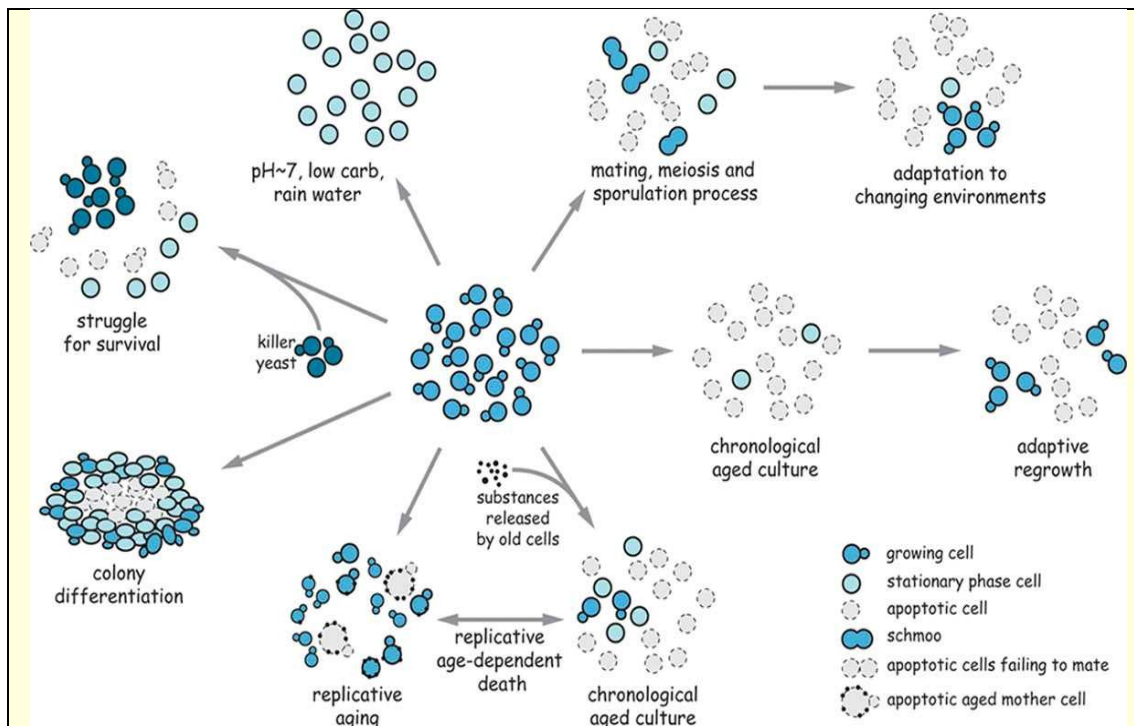 pH~7, low carb,
rain water
mating, meiosis and
sporulation process
adaptation to
changing environments
struggle
for survival
killer
yeast
chronological
aged culture
adaptive
regrowth
colony
differentiation
substances
released
by old cells
replicative
aging
replicative
age-dependent
death
chronological
aged culture
growing cell
stationary phase cell
apoptotic cell
schmoo
apoptotic cells failing to mate
apoptotic aged mother cell